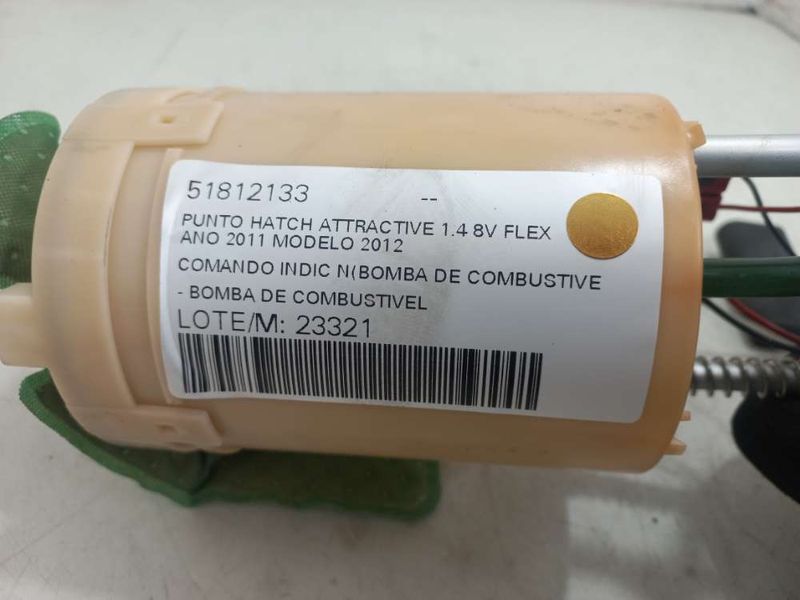 51812133 --
PUNTO HATCH ATTRACTIVE 1.4 8V FLEX
ANO 2011 MODELO 2012
COMANDO INDIC N(BOMBA DE COMBUSTIVE
- BOMBA DE COMBUSTIVEL
LOTE/M: 23321